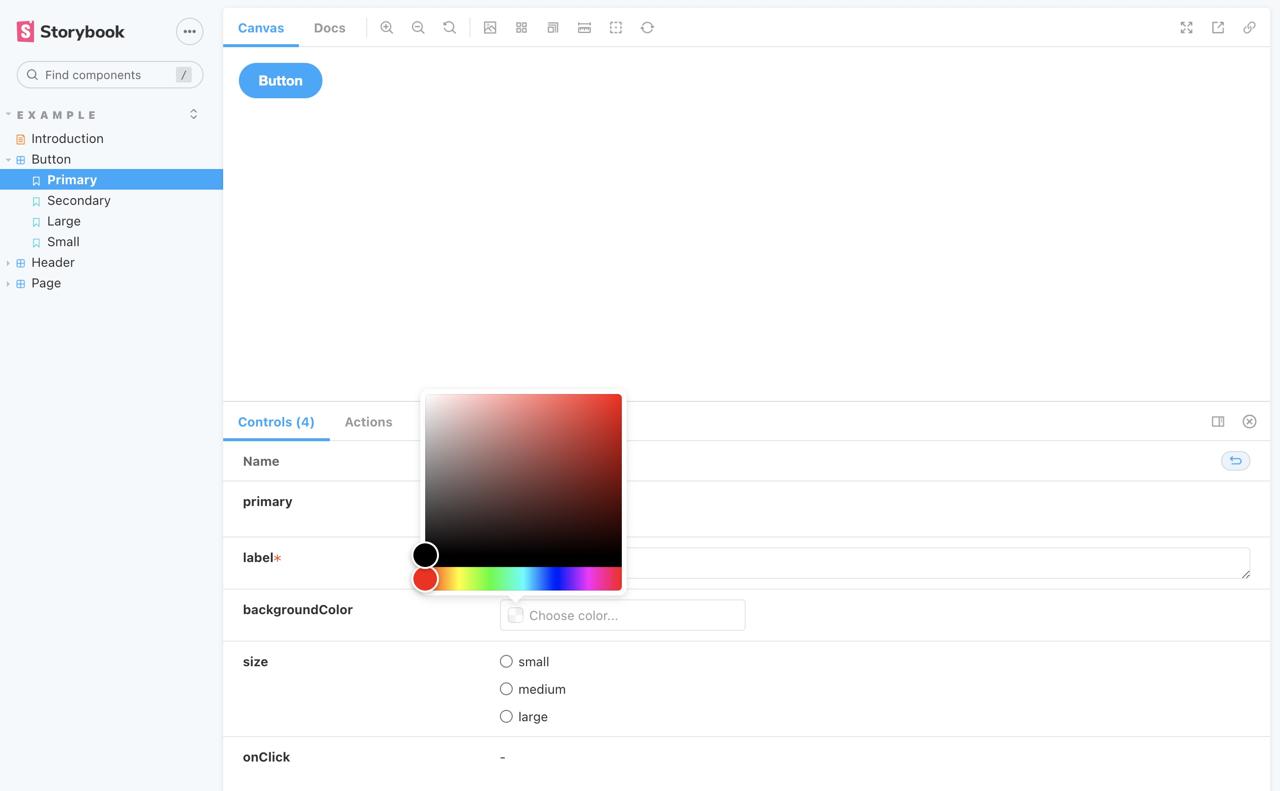 Storybook
Find components
/
EXAMPLE
Introduction
Button
Primary
Secondary
Large
Small
Header
Page
Canvas
Docs
Button
Controls (4)
Actions
Name
primary
label*
backgroundColor
Choose color...
size
small
medium
large
onClick
-